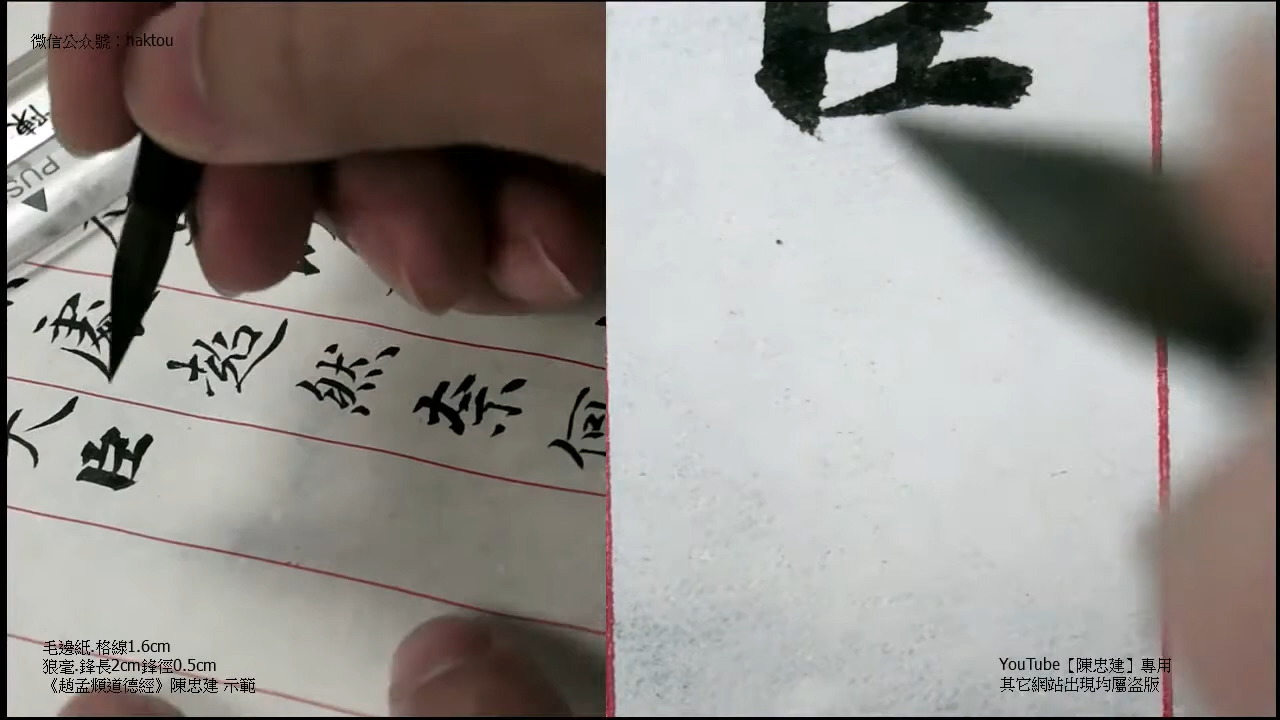 微信公众號：haktou
陳
PUS
處超然奈何
臣
毛邊紙.格線1.6cm
狼毫.鋒長2cm鋒徑0.5cm
《趙孟頫道德經》陳忠建 示範
YouTube［陳忠建］專用
其它網站出現均屬盜版